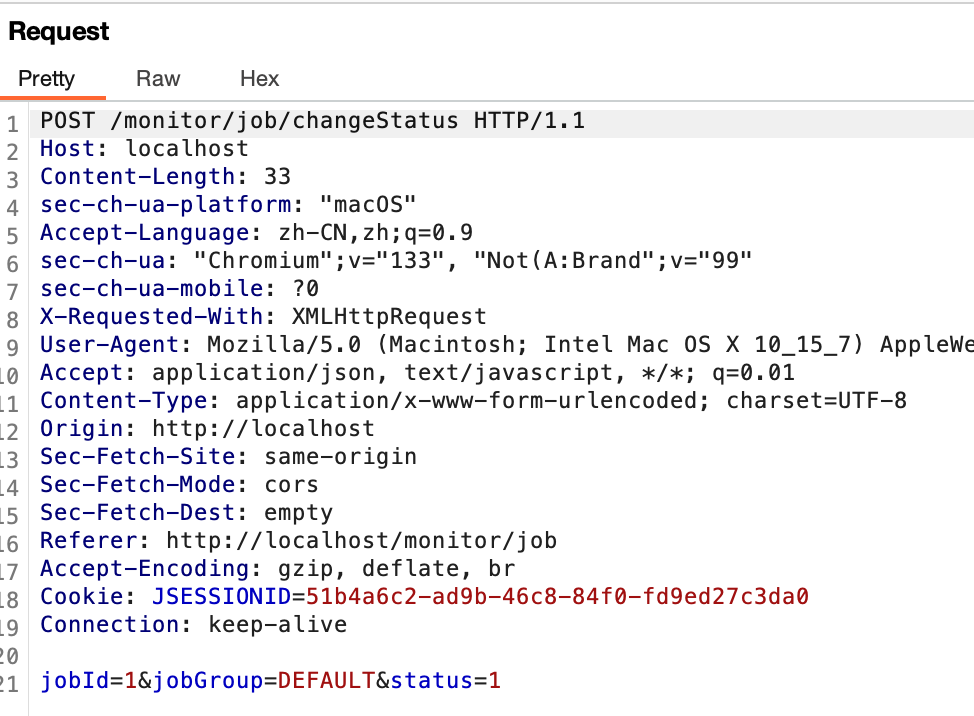 Request
Pretty Raw Hex
1 POST /monitor/job/changeStatus HTTP/1.1
2 Host: localhost
3 Content-Length: 33
4 sec-ch-ua-platform: "macOS"
5 Accept-Language: zh-CN,zh;q=0.9
6 sec-ch-ua: "Chromium";v="133", "Not(A:Brand";v="99"
7 sec-ch-ua-mobile: ?0
8 X-Requested-With: XMLHttpRequest
9 User-Agent: Mozilla/5.0 (Macintosh; Intel Mac OS X 10_15_7) AppleWe
10 Accept: application/json, text/javascript, */*; q=0.01
11 Content-Type: application/x-www-form-urlencoded; charset=UTF-8
12 Origin: http://localhost
13 Sec-Fetch-Site: same-origin
14 Sec-Fetch-Mode: cors
15 Sec-Fetch-Dest: empty
16 Referer: http://localhost/monitor/job
17 Accept-Encoding: gzip, deflate, br
18 Cookie: JSESSIONID=51b4a6c2-ad9b-46c8-84f0-fd9ed27c3da0
19 Connection: keep-alive
20
21 jobId=1&jobGroup=DEFAULT&status=1